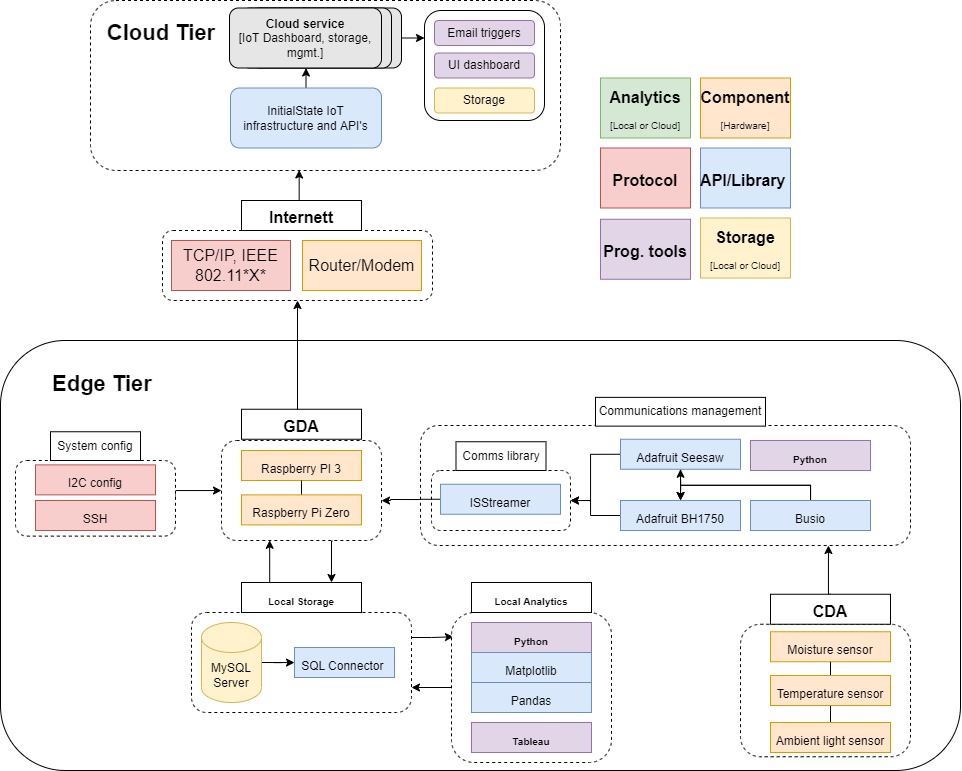 Cloud Tier
Cloud service
[IoT Dashboard, storage,
mgmt.]
Email triggers
UI dashboard
Storage
InitialState IoT
infrastructure and API's
Analytics
[Local or Cloud]
Component
[Hardware]
Protocol
API/Library
Prog. tools
Storage
[Local or Cloud]
Internett
TCP/IP, IEEE
802.11*X*
Router/Modem
Edge Tier
GDA
Raspberry PI 3
Raspberry Pi Zero
System config
I2C config
SSH
Communications management
Comms library
ISStreamer
Adafruit Seesaw
Python
Adafruit BH1750
Busio
Local Storage
MySQL
Server
SQL Connector
Local Analytics
Python
Matplotlib
Pandas
Tableau
CDA
Moisture sensor
Temperature sensor
Ambient light sensor